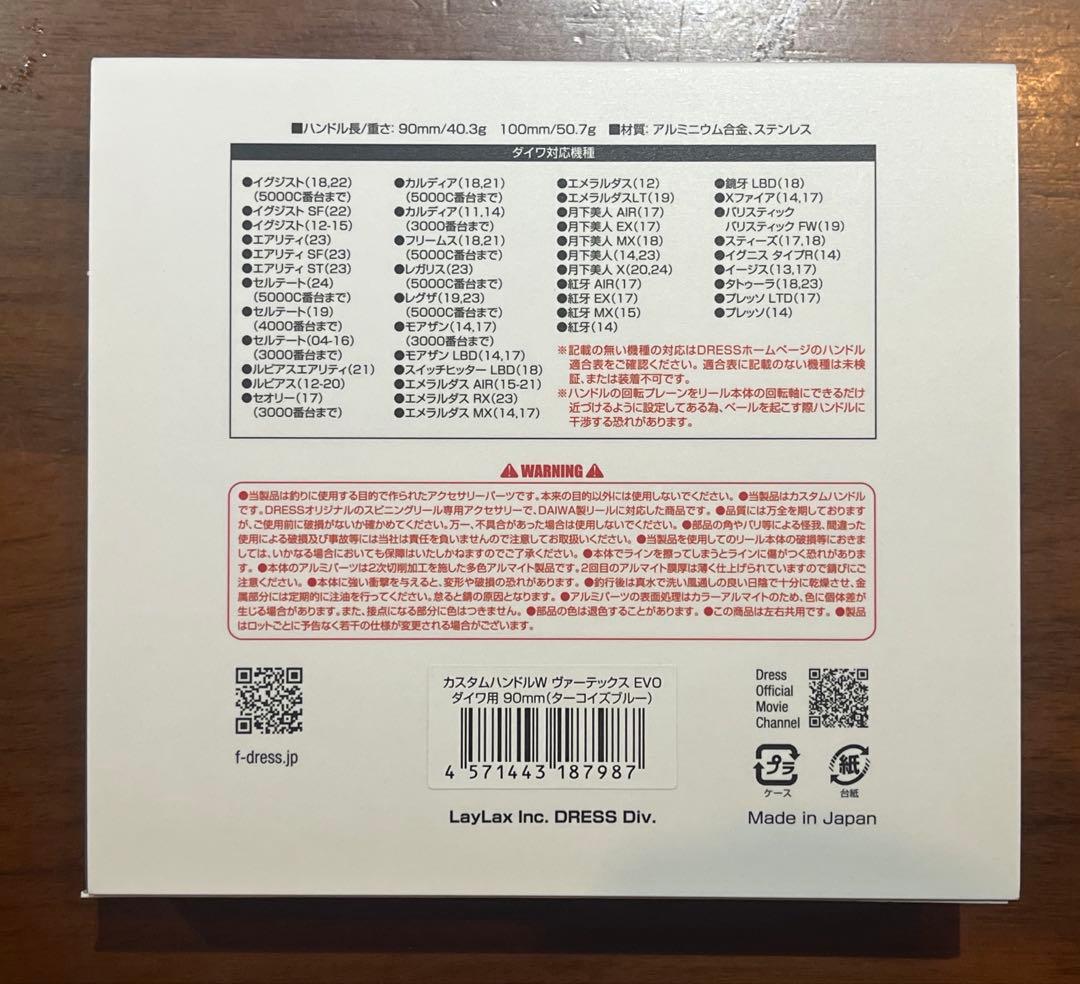 ■ハンドル長/重さ: 90mm/40.3g 100mm/50.7g ■材質: アルミニウム合金、ステンレス
ダイワ対応機種
●イグジスト(18,22)
(5000C番台まで)
●イグジスト SF(22)
●イグジスト(12-15)
●エアリティ(23)
●エアリティ SF(23)
●エアリティ ST(23)
●セルテート(24)
(5000C番台まで)
●セルテート(19)
(4000番台まで)
●セルテート(04-16)
(3000番台まで)
●ルビアスエアリティ(21)
●ルビアス(12-20)
●セオリー(17)
(3000番台まで)
●カルディア(18,21)
(5000C番台まで)
●カルディア(11,14)
(3000番台まで)
●フリームス(18,21)
(5000C番台まで)
●レガリス(23)
(5000C番台まで)
●レグザ(19,23)
(5000C番台まで)
●モアザン(14,17)
(3000番台まで)
●モアザン LBD(14,17)
●スイッチヒッター LBD(18)
●エメラルダス AIR(15-21)
●エメラルダス RX(23)
●エメラルダス MX(14,17)
●エメラルダス(12)
●エメラルダスLT(19)
●月下美人 AIR(17)
●月下美人 EX(17)
●月下美人 MX(18)
●月下美人(14,23)
●月下美人 X(20,24)
●紅牙 AIR(17)
●紅牙 EX(17)
●紅牙 MX(15)
●紅牙(14)
●鏡牙 LBD(18)
●Xファイア(14,17)
●バリスティック
バリスティック FW(19)
●スティーズ(17,18)
●イグニス タイプR(14)
●イージス(13,17)
●タトゥーラ(18,23)
●プレッソ LTD(17)
●プレッソ(14)
※記載の無い機種の対応はDRESSホームページのハンドル
適合表をご確認ください。適合表に記載のない機種は未検
証、または装着不可です。
※ハンドルの回転プレーンをリール本体の回転軸にできるだけ
近づけるように設定してある為、ベールを起こす際ハンドルに
干渉する恐れがあります。
WARNING
●当製品は釣りに使用する目的で作られたアクセサリーパーツです。本来の目的以外には使用しないでください。●当製品はカスタムハンドル
です。DRESSオリジナルのスピニングリール専用アクセサリーで、DAIWA製リールに対応した商品です。●品質には万全を期しております
が、ご使用前に破損がないか確かめてください。万一、不具合があった場合は使用しないでください。●部品の角やバリ等による怪我、間違った
使用による破損及び事故等には当社は責任を負いませんので注意してお取扱いください。●当製品を使用してのリール本体の破損等におきま
しては、いかなる場合においても保障はいたしかねますのでご了承ください。●本体でラインを擦ってしまうとラインに傷がつく恐れがありま
す。●本体のアルミパーツは2次切削加工を施した多色アルマイト製品です。2回目のアルマイト膜厚は薄く仕上げられていますので錆びにご
注意ください。●本体に強い衝撃を与えると、変形や破損の恐れがあります。●釣行後は真水で洗い風通しの良い日陰で十分に乾燥させ、金
属部分には定期的に注油を行ってください。怠ると錆の原因となります。●アルミパーツの表面処理はカラーアルマイトのため、色に個体差が
生じる場合があります。また、接点になる部分に色はつきません。●部品の色は退色することがあります。●この商品は左右共用です。●製品
はロットごとに予告なく若干の仕様が変更される場合がございます。
f-dress.jp
カスタムハンドルW ヴァーテックス EVO
ダイワ用 90mm(ターコイズブルー)
4 571443 187987
LayLax Inc. DRESS Div.
Dress
Official
Movie
Channel
プラ
ケース
紙
台紙
Made in Japan